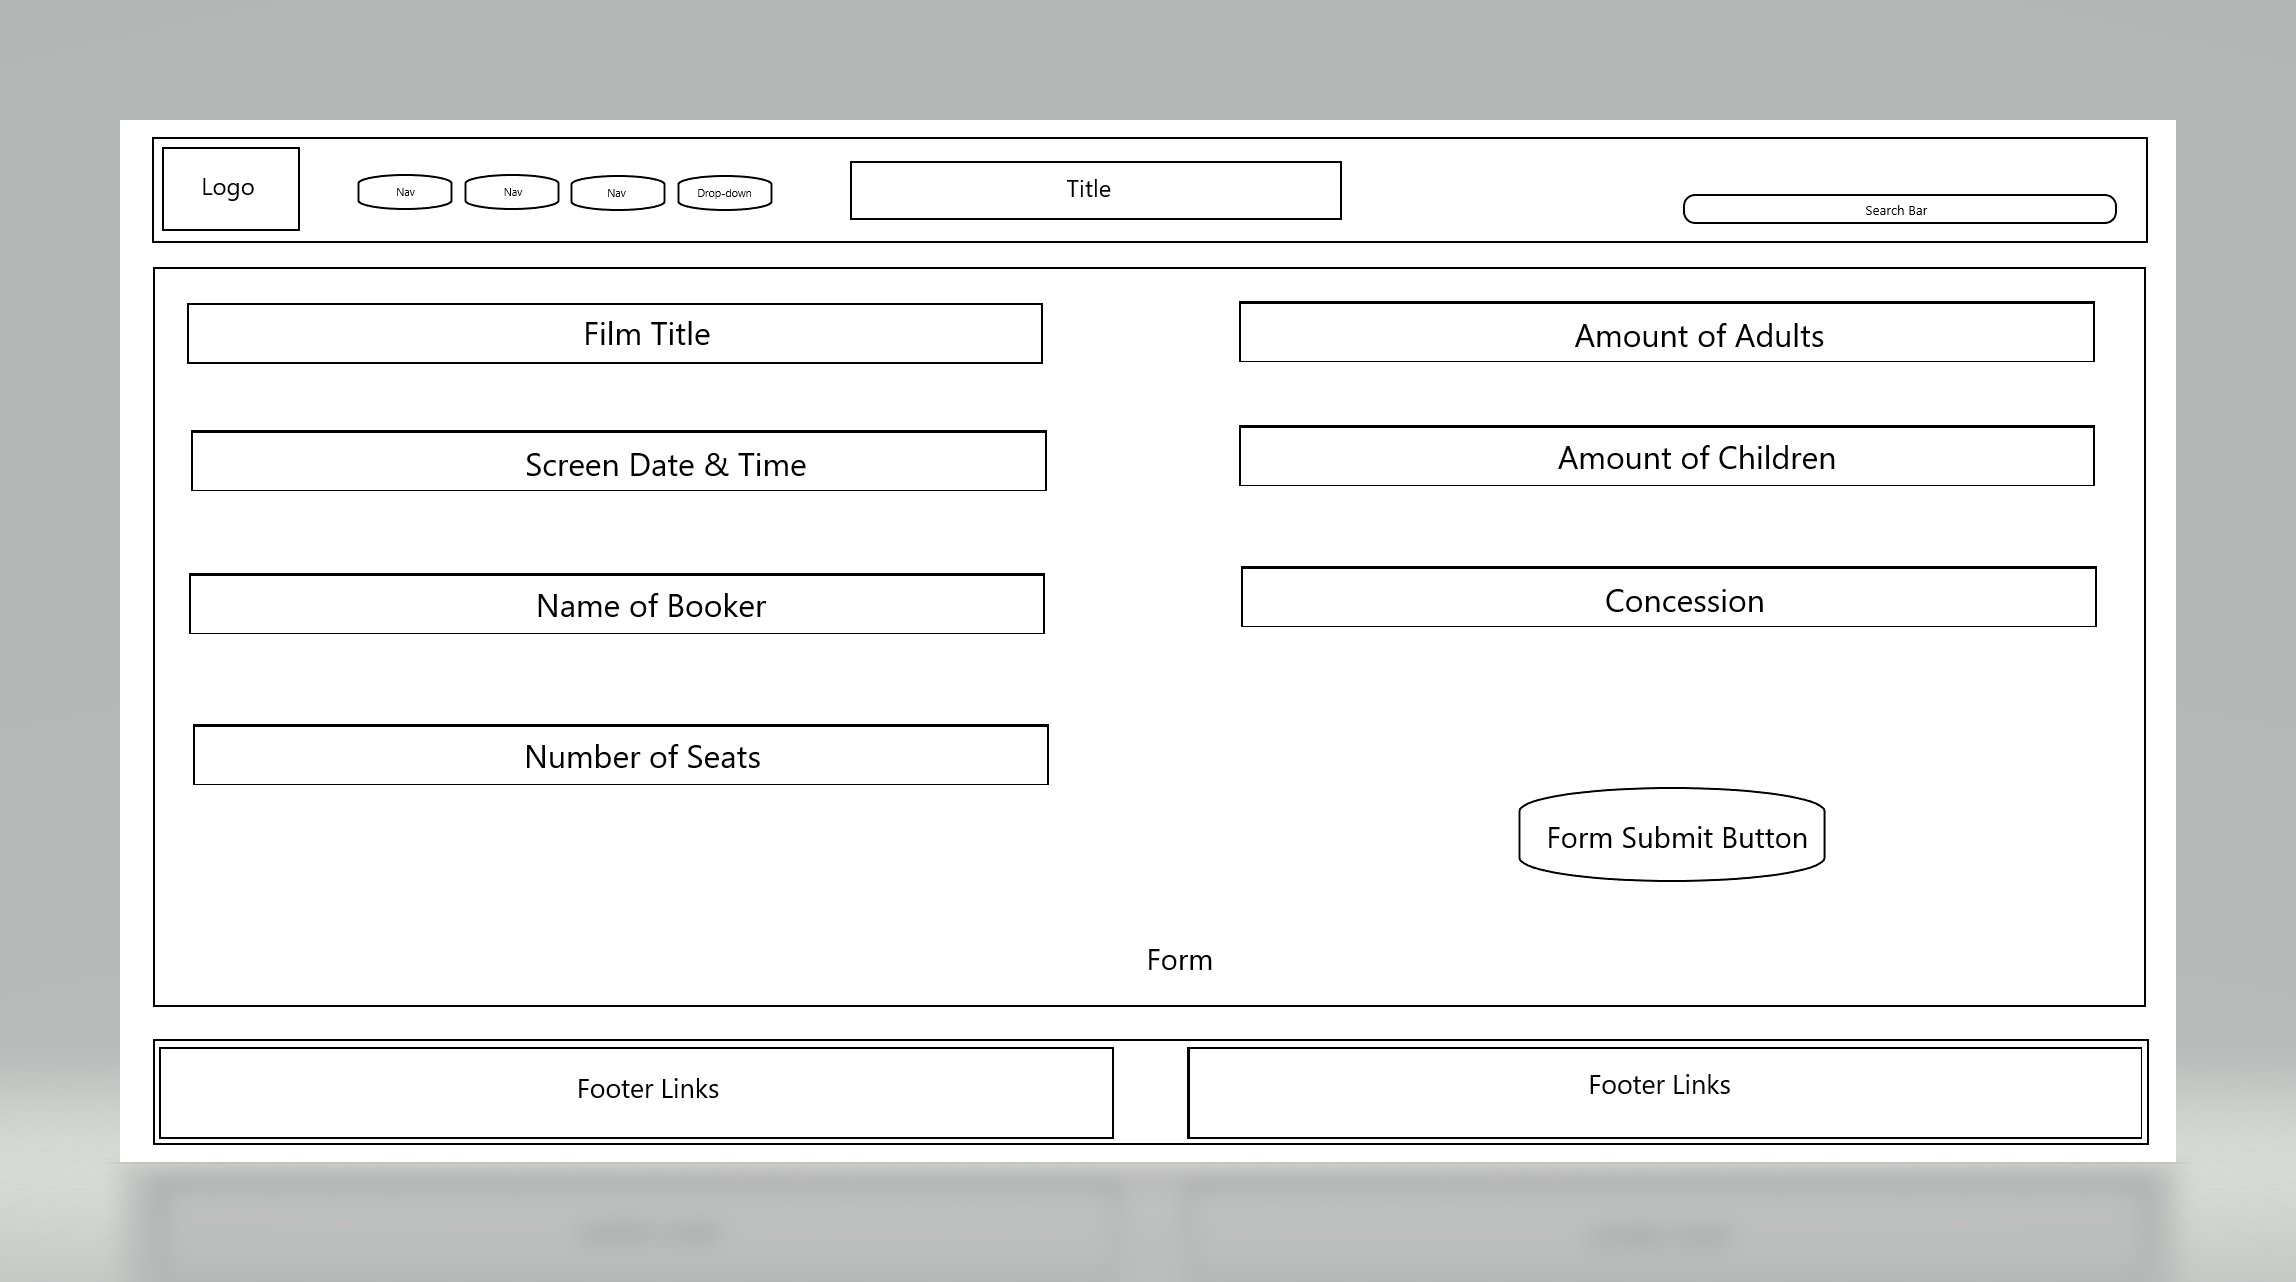 Logo
Nav
Nav
Nav
Drop-down
Title
Search Bar
Film Title
Screen Date & Time
Name of Booker
Number of Seats
Amount of Adults
Amount of Children
Concession
Form Submit Button
Form
Footer Links
Footer Links